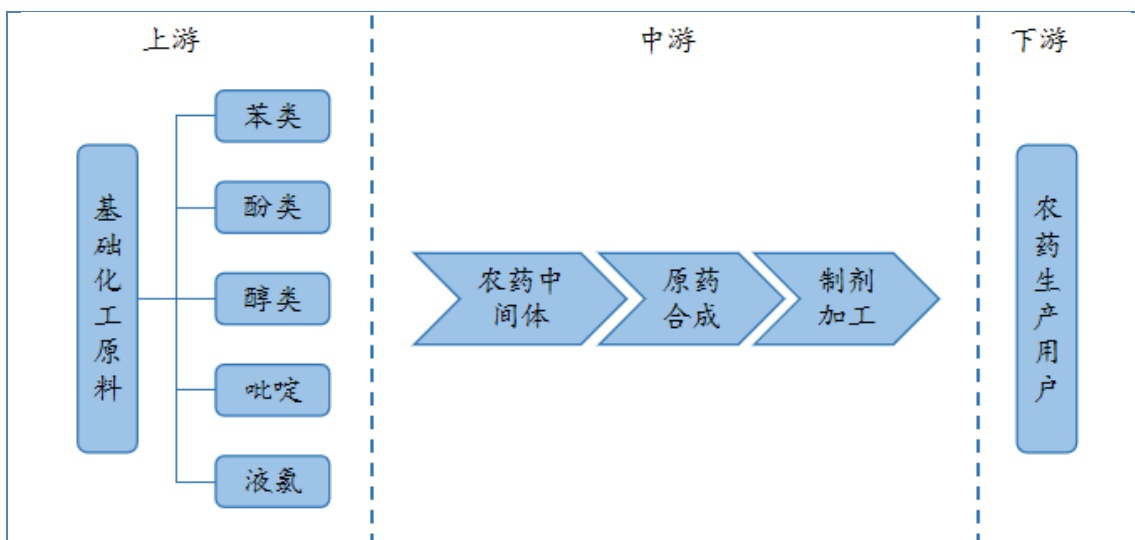 上游
中游
下游
基础化工原料
苯类
酚类
醇类
吡啶
液氯
农药中
间体
原药
合成
制剂
加工
农药生产用户